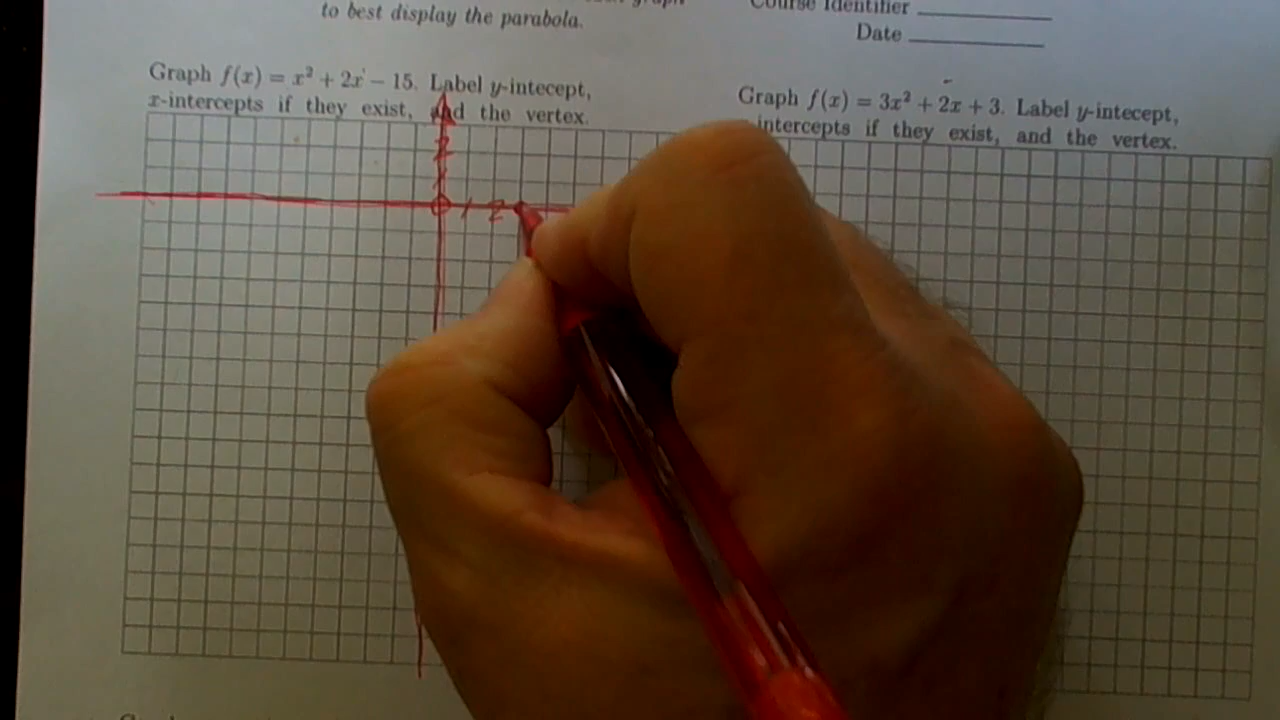 to best display the parabola.
Course Identifier
Date
Graph f(x) = x² + 2x - 15. Label y-intecept,
x-intercepts if they exist, and the vertex.
Graph f(x) = 3x² + 2x + 3. Label y-intecept,
intercepts if they exist, and the vertex.
2
1
0 1 2